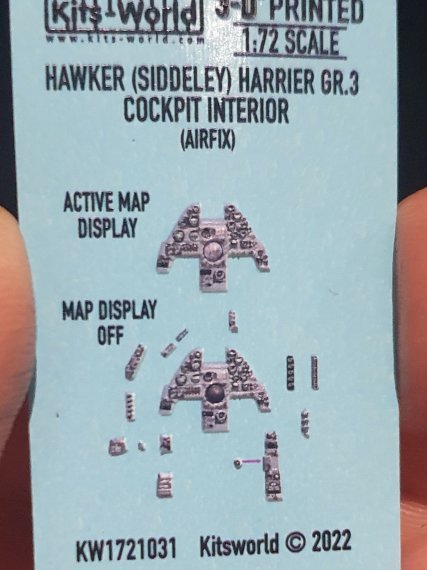 Kits-World
3-D PRINTED
www.kits-world.com
1:72 SCALE
HAWKER (SIDDELEY) HARRIER GR.3
COCKPIT INTERIOR
(AIRFIX)
ACTIVE MAP
DISPLAY
MAP DISPLAY
OFF
KW1721031 Kitsworld © 2022